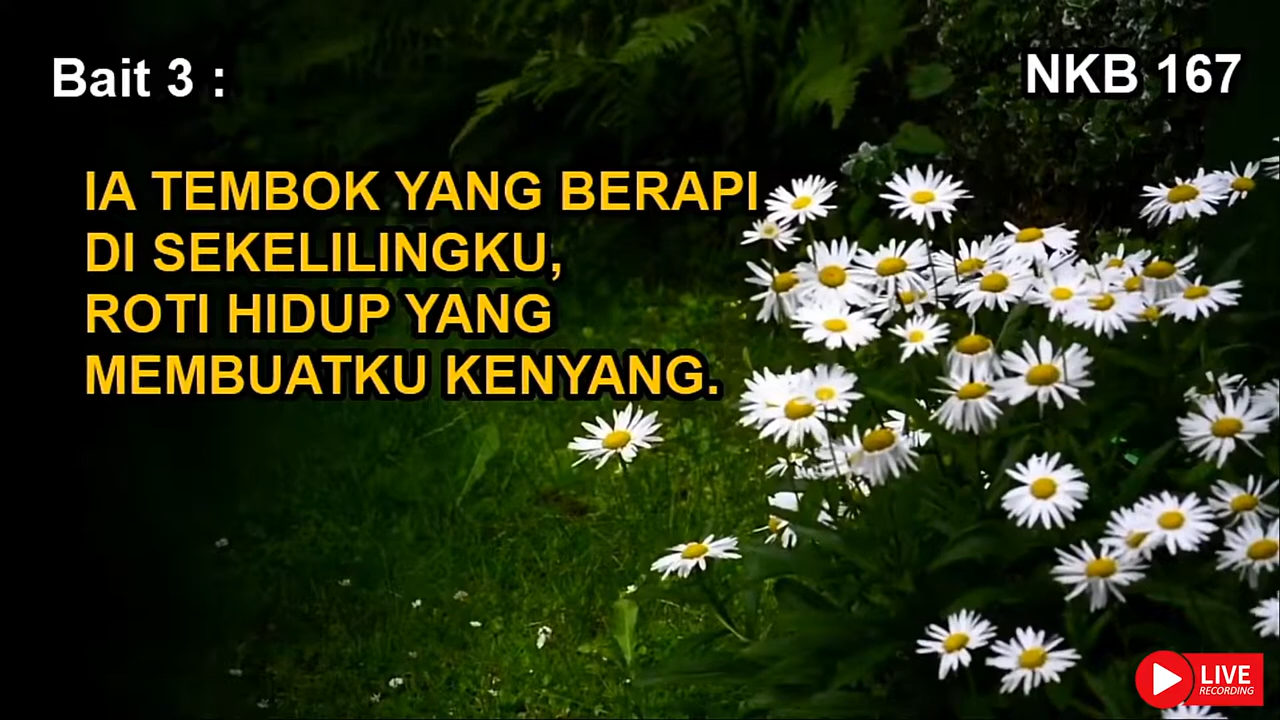 Bait 3 :
NKB 167
IA TEMBOK YANG BERAPI
DI SEKELILINGKU,
ROTI HIDUP YANG
MEMBUATKU KENYANG.
LIVE
RECORDING